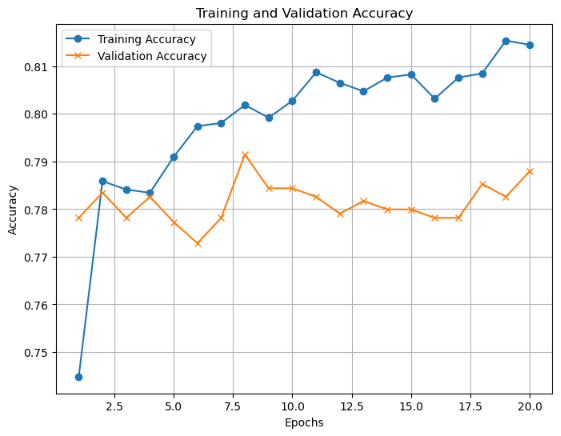 Training and Validation Accuracy
Training Accuracy
Validation Accuracy
Accuracy
0.81
0.80
0.79
0.78
0.77
0.76
0.75
2.5 5.0 7.5 10.0 12.5 15.0 17.5 20.0
Epochs